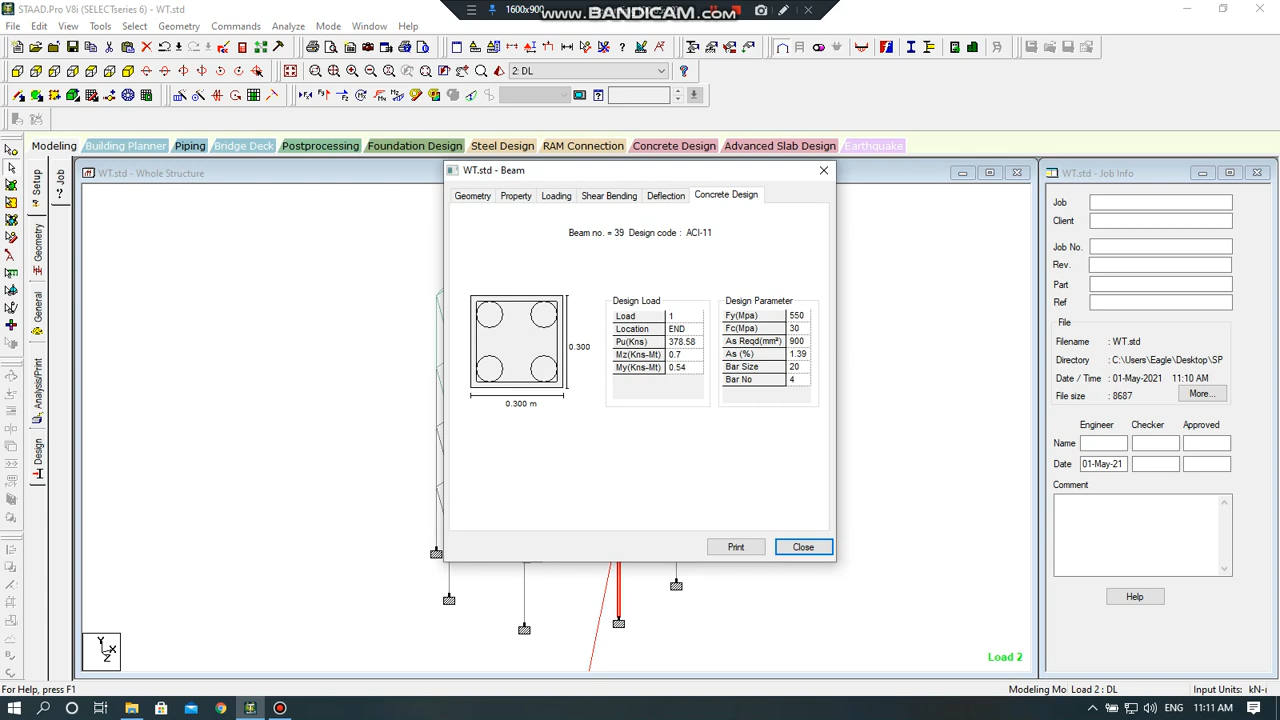 STAAD.Pro V8i (SELECTseries 6) - WT.std
1600x900
www.BANDICAM.com
File Edit View Tools Select Geometry Commands Analyze Mode Window Help
2: DL
Modeling Building Planner Piping Bridge Deck Postprocessing Foundation Design Steel Design RAM Connection Concrete Design Advanced Slab Design Earthquake
WT.std - Whole Structure
Setup
Geometry
General
Analysis/Print
Design
Job
WT.std - Beam
Geometry Property Loading Shear Bending Deflection Concrete Design
Beam no. = 39 Design code : ACI-11
0.300
0.300 m
Design Load
Load 1
Location END
Pu(Kns) 378.58
Mz(Kns-Mt) 0.7
My(Kns-Mt) 0.54
Design Parameter
Fy(Mpa) 550
Fc(Mpa) 30
As Reqd(mm²) 900
As (%) 1.39
Bar Size 20
Bar No 4
Print Close
Y
X
Z
Load 2
WT.std - Job Info
Job
Client
Job No.
Rev.
Part
Ref
File
Filename : WT.std
Directory : C:\Users\Eagle\Desktop\SP
Date / Time : 01-May-2021 11:10 AM
File size : 8687
More...
Engineer Checker Approved
Name
Date 01-May-21
Comment
Help
For Help, press F1
Modeling Mo Load 2 : DL Input Units: kN-i
ENG 11:11 AM